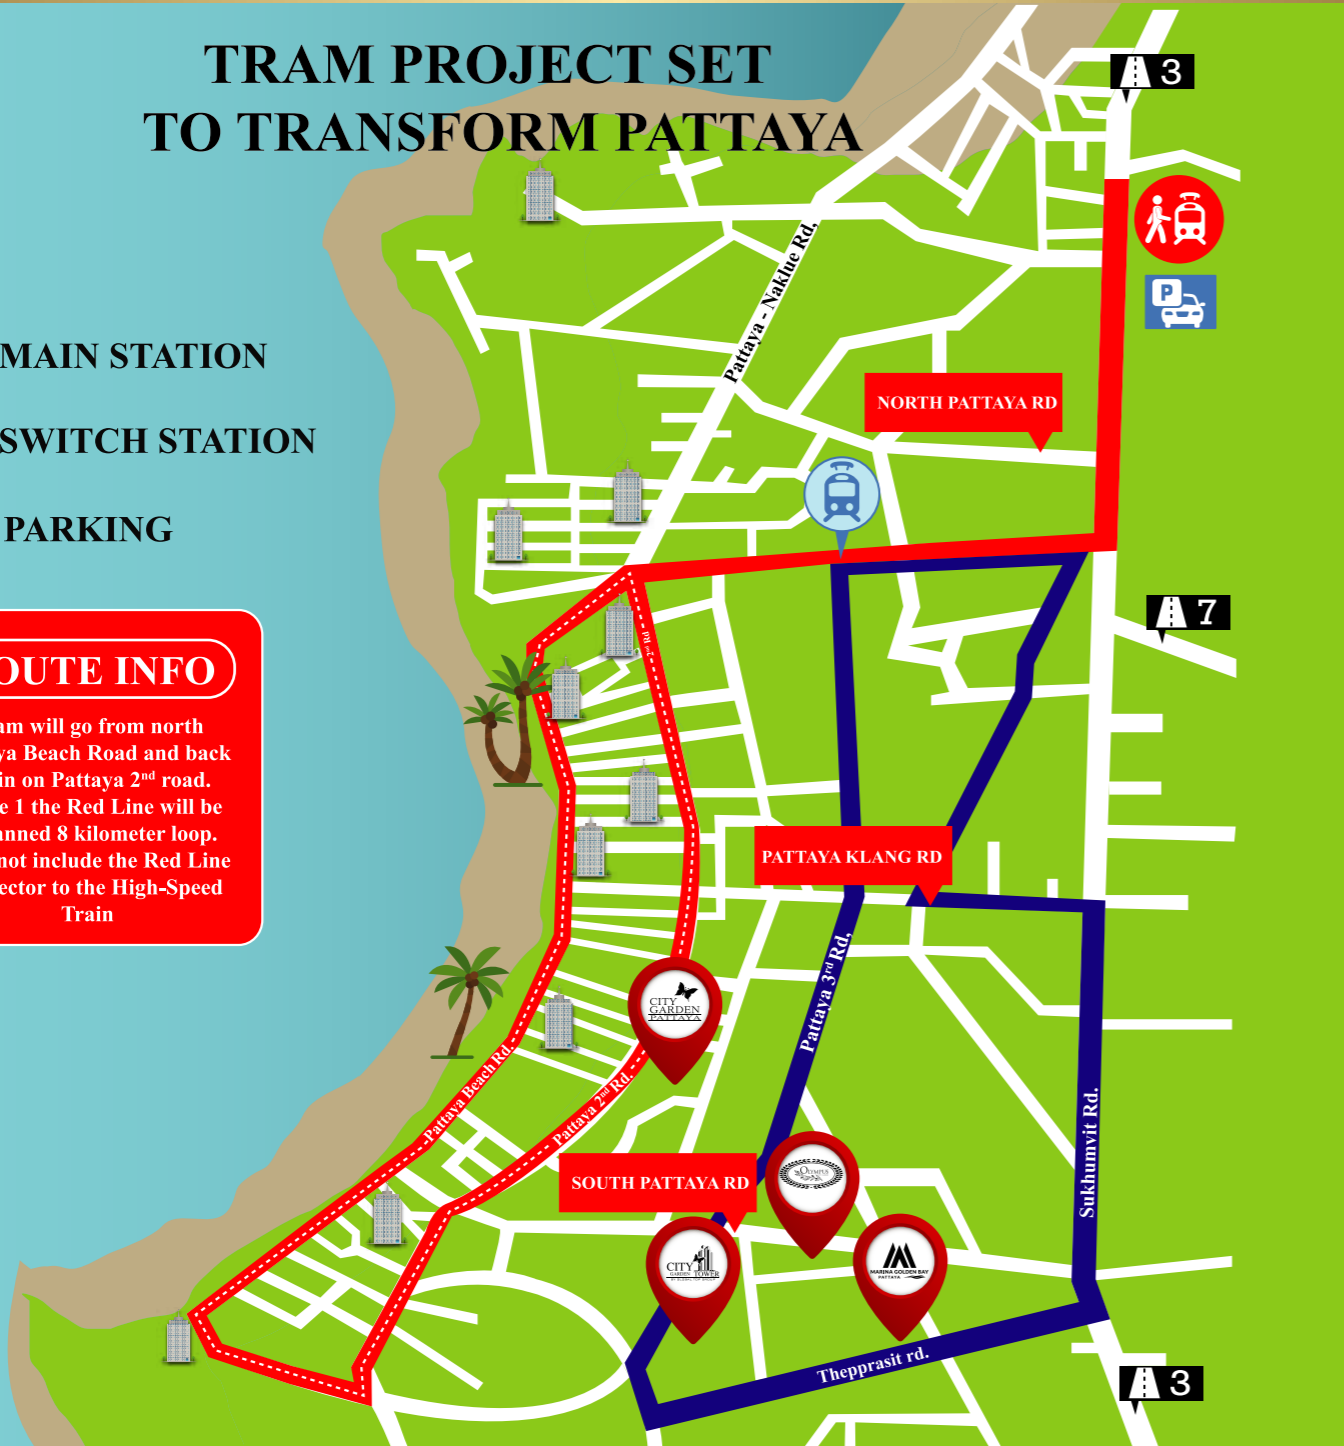 TRAM PROJECT SET
TO TRANSFORM PATTAYA
3
MAIN STATION
SWITCH STATION
PARKING
P
Pattaya - Naklue Rd,
NORTH PATTAYA RD
7
OUTE INFO
am will go from north
ya Beach Road and back
in on Pattaya 2nd road.
e 1 the Red Line will be
anned 8 kilometer loop.
not include the Red Line
ector to the High-Speed
Train
2nd Rd
PATTAYA KLANG RD
Pattaya 3rd Rd,
CITY
GARDEN
PATTAYA
Pattaya Beach Rd.
Pattaya 2nd Rd.
Sukhumvit Rd.
SOUTH PATTAYA RD
OLYMPUS
CITY
GARDEN TOWER
MARINA GOLDEN BAY
PATTAYA
Thepprasit rd.
3